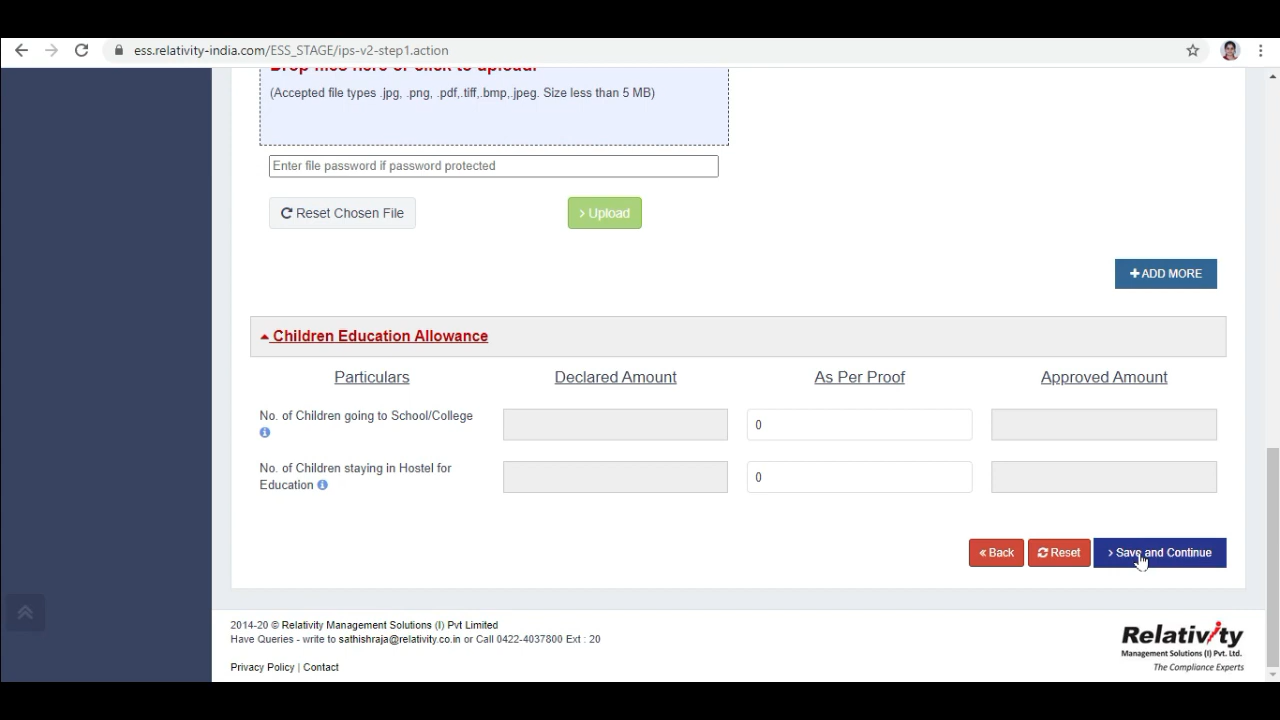 ess.relativity-india.com/ESS_STAGE/ips-v2-step1.action
Drop files here or click to upload.
(Accepted file types .jpg, .png, .pdf,.tiff,.bmp,.jpeg. Size less than 5 MB)
Enter file password if password protected
Reset Chosen File
> Upload
+ ADD MORE
Children Education Allowance
Particulars
Declared Amount
As Per Proof
Approved Amount
No. of Children going to School/College
0
No. of Children staying in Hostel for
Education
0
« Back
Reset
> Save and Continue
2014-20 © Relativity Management Solutions (I) Pvt Limited
Have Queries - write to sathishraja@relativity.co.in or Call 0422-4037800 Ext : 20
Privacy Policy | Contact
Relativity
Management Solutions (I) Pvt. Ltd.
The Compliance Experts